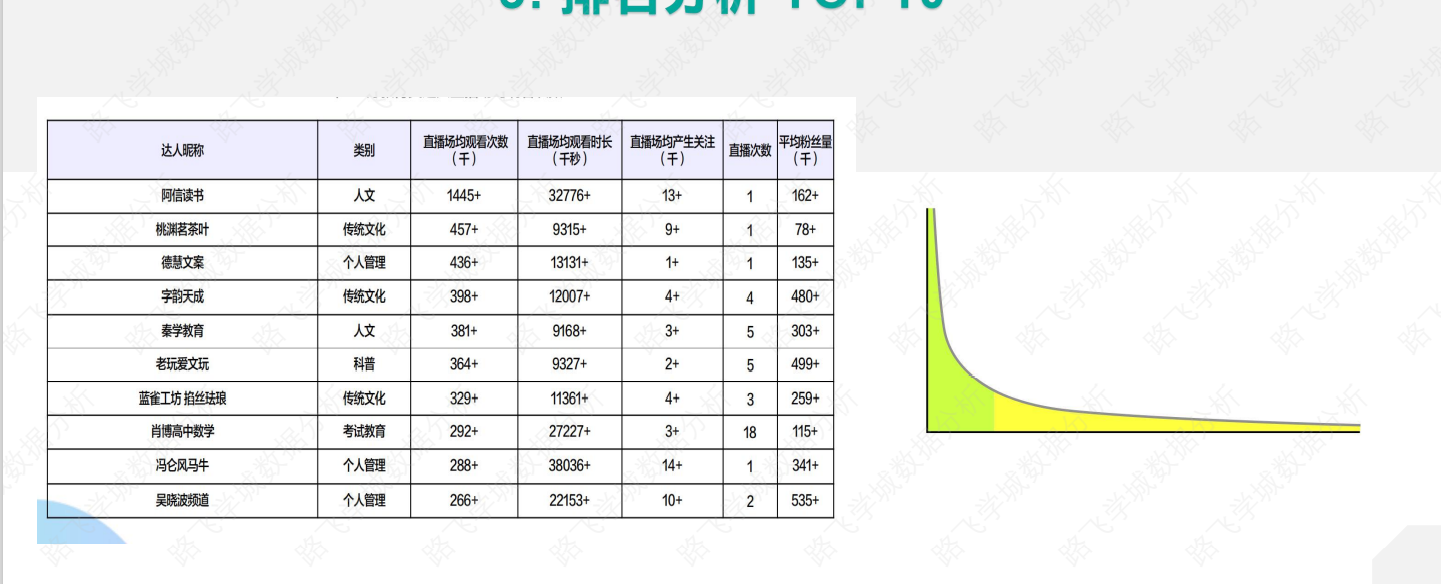 达人昵称 类别 直播场均观看次数（千） 直播场均观看时长（千秒） 直播场均产生关注（千） 直播次数 平均粉丝量（千）
阿信读书 人文 1445+ 32776+ 13+ 1 162+
桃渊茗茶叶 传统文化 457+ 9315+ 9+ 1 78+
德慧文案 个人管理 436+ 13131+ 1+ 1 135+
字韵天成 传统文化 398+ 12007+ 4+ 4 480+
秦学教育 人文 381+ 9168+ 3+ 5 303+
老玩爱文玩 科普 364+ 9327+ 2+ 5 499+
蓝雀工坊 掐丝珐琅 传统文化 329+ 11361+ 4+ 3 259+
肖博高中数学 考试教育 292+ 27227+ 3+ 18 115+
冯仑风马牛 个人管理 288+ 38036+ 14+ 1 341+
吴晓波频道 个人管理 266+ 22153+ 10+ 2 535+
路飞学城数据分析